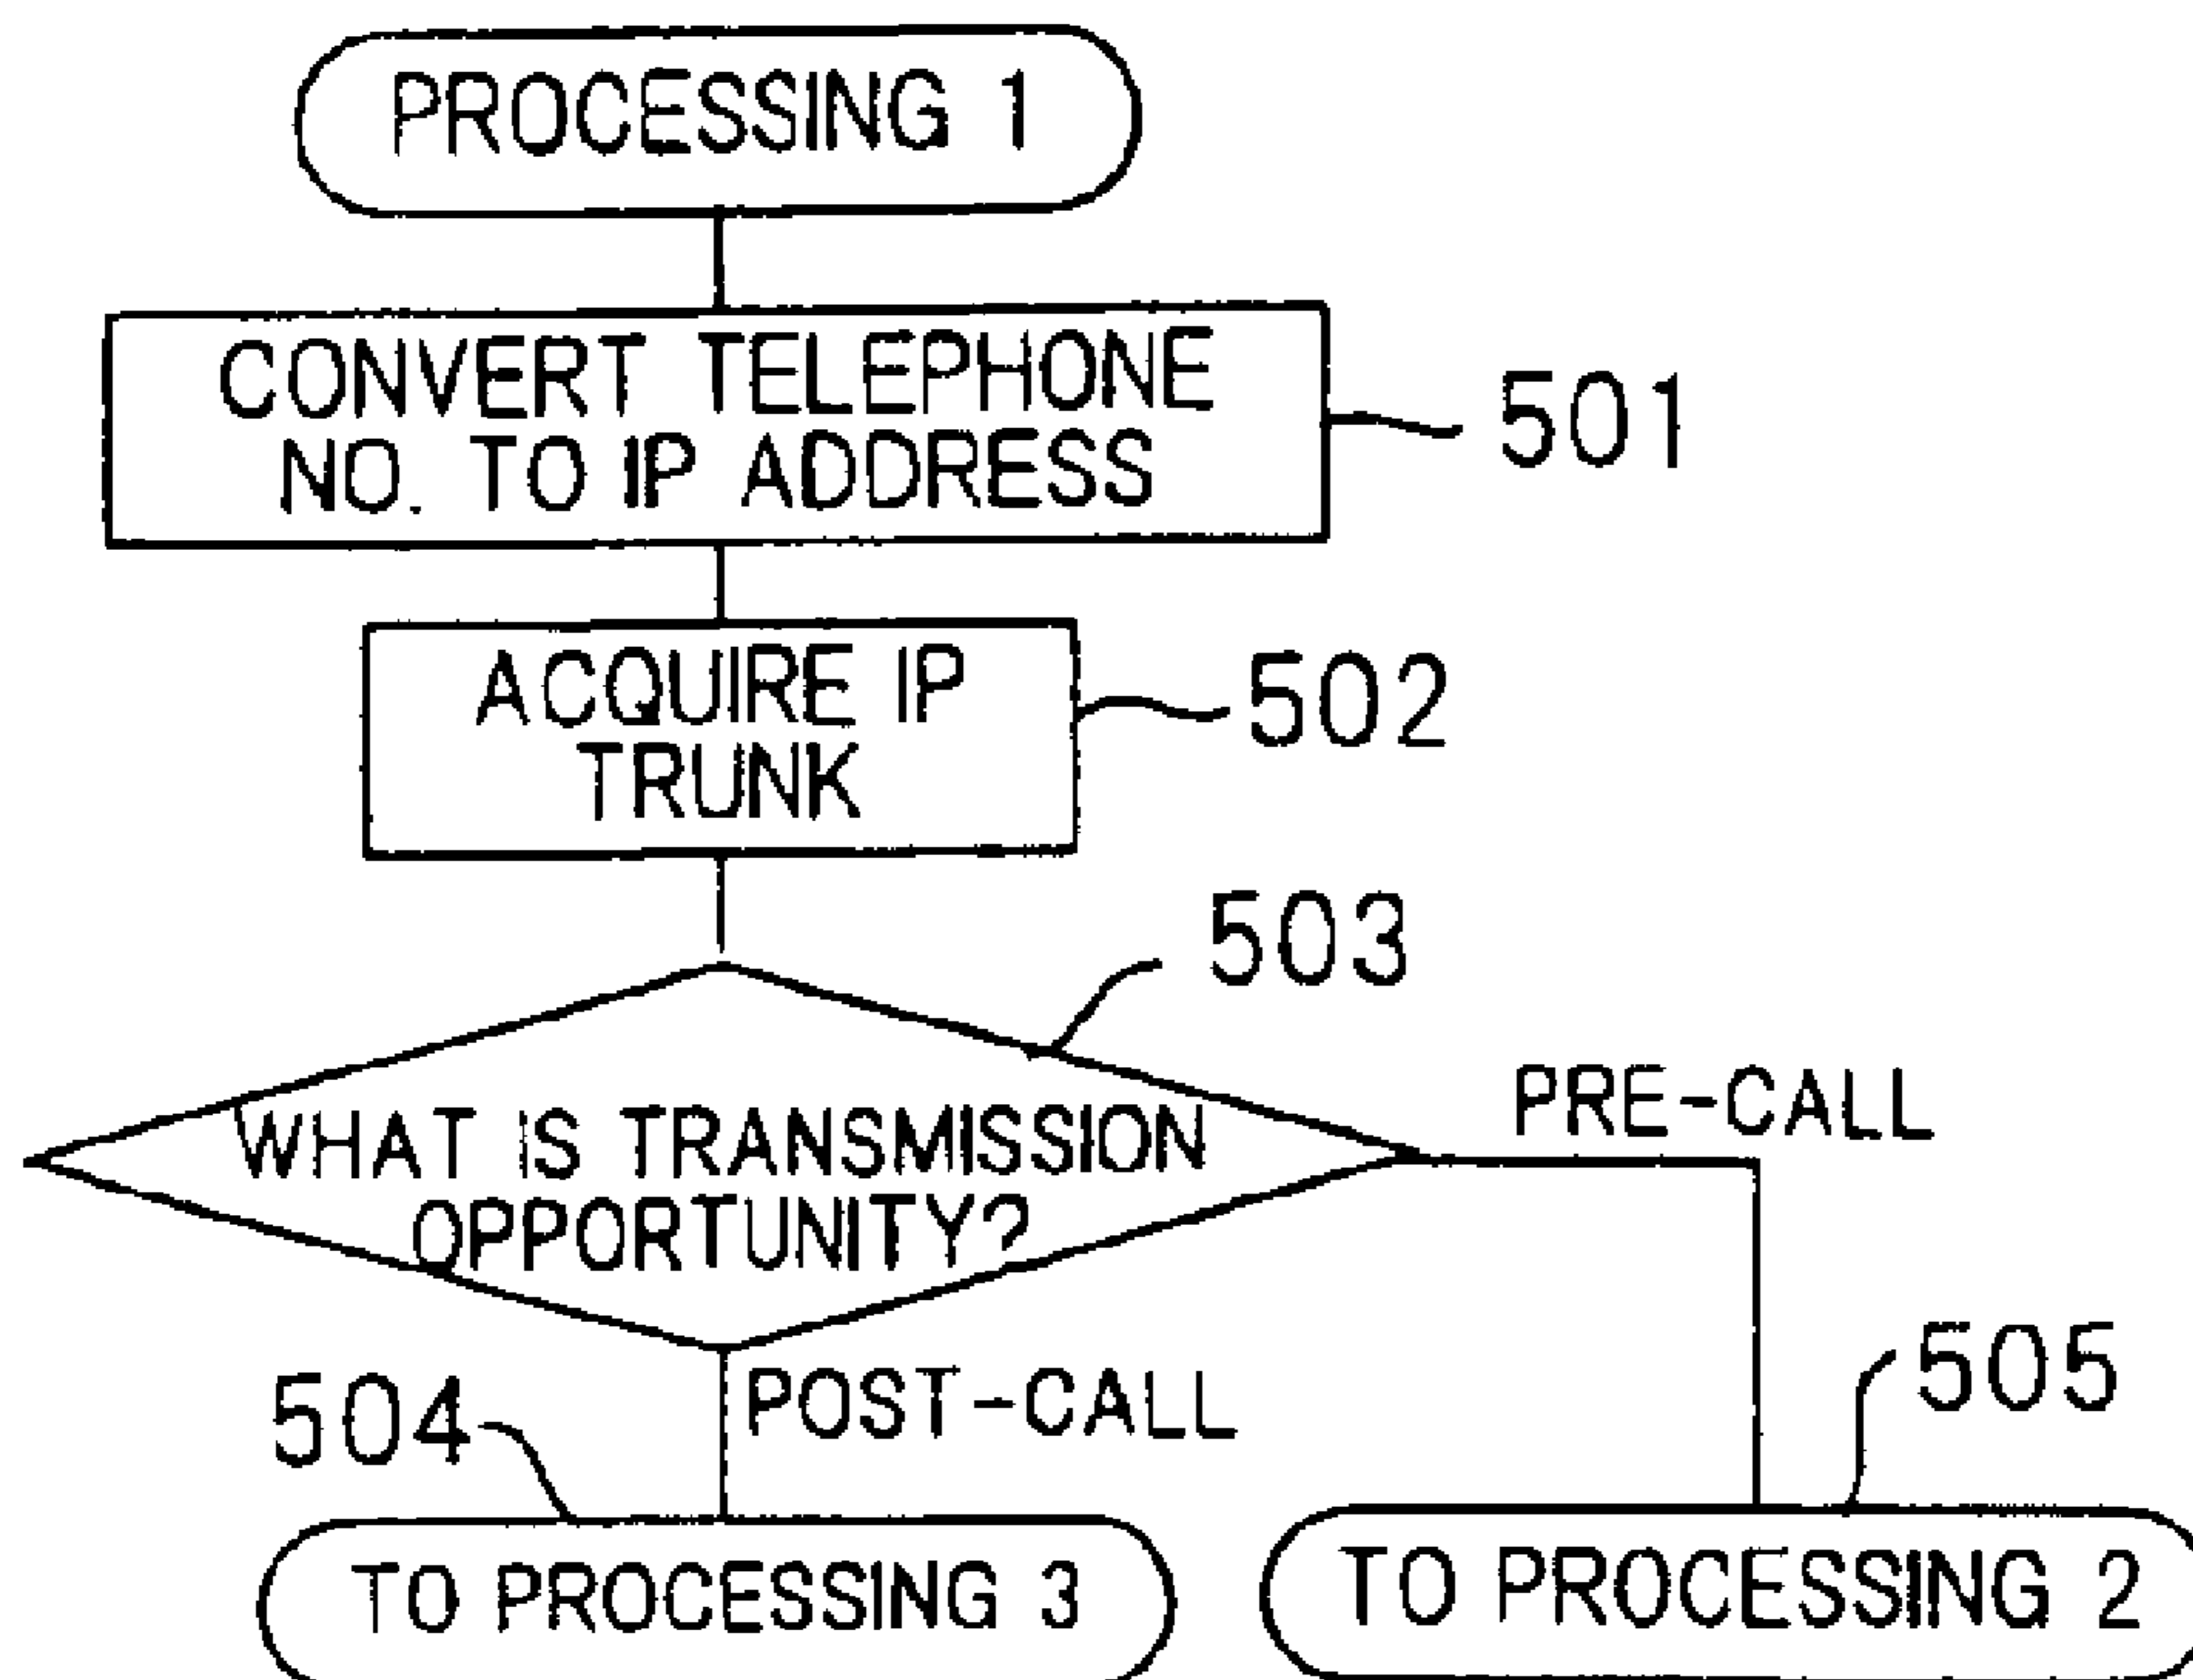 PROCESSING 1
CONVERT TELEPHONE
NO. TO IP ADDRESS
501
ACQUIRE IP
TRUNK
502
503
WHAT IS TRANSMISSION
OPPORTUNITY?
PRE-CALL
504
POST-CALL
505
TO PROCESSING 3
TO PROCESSING 2